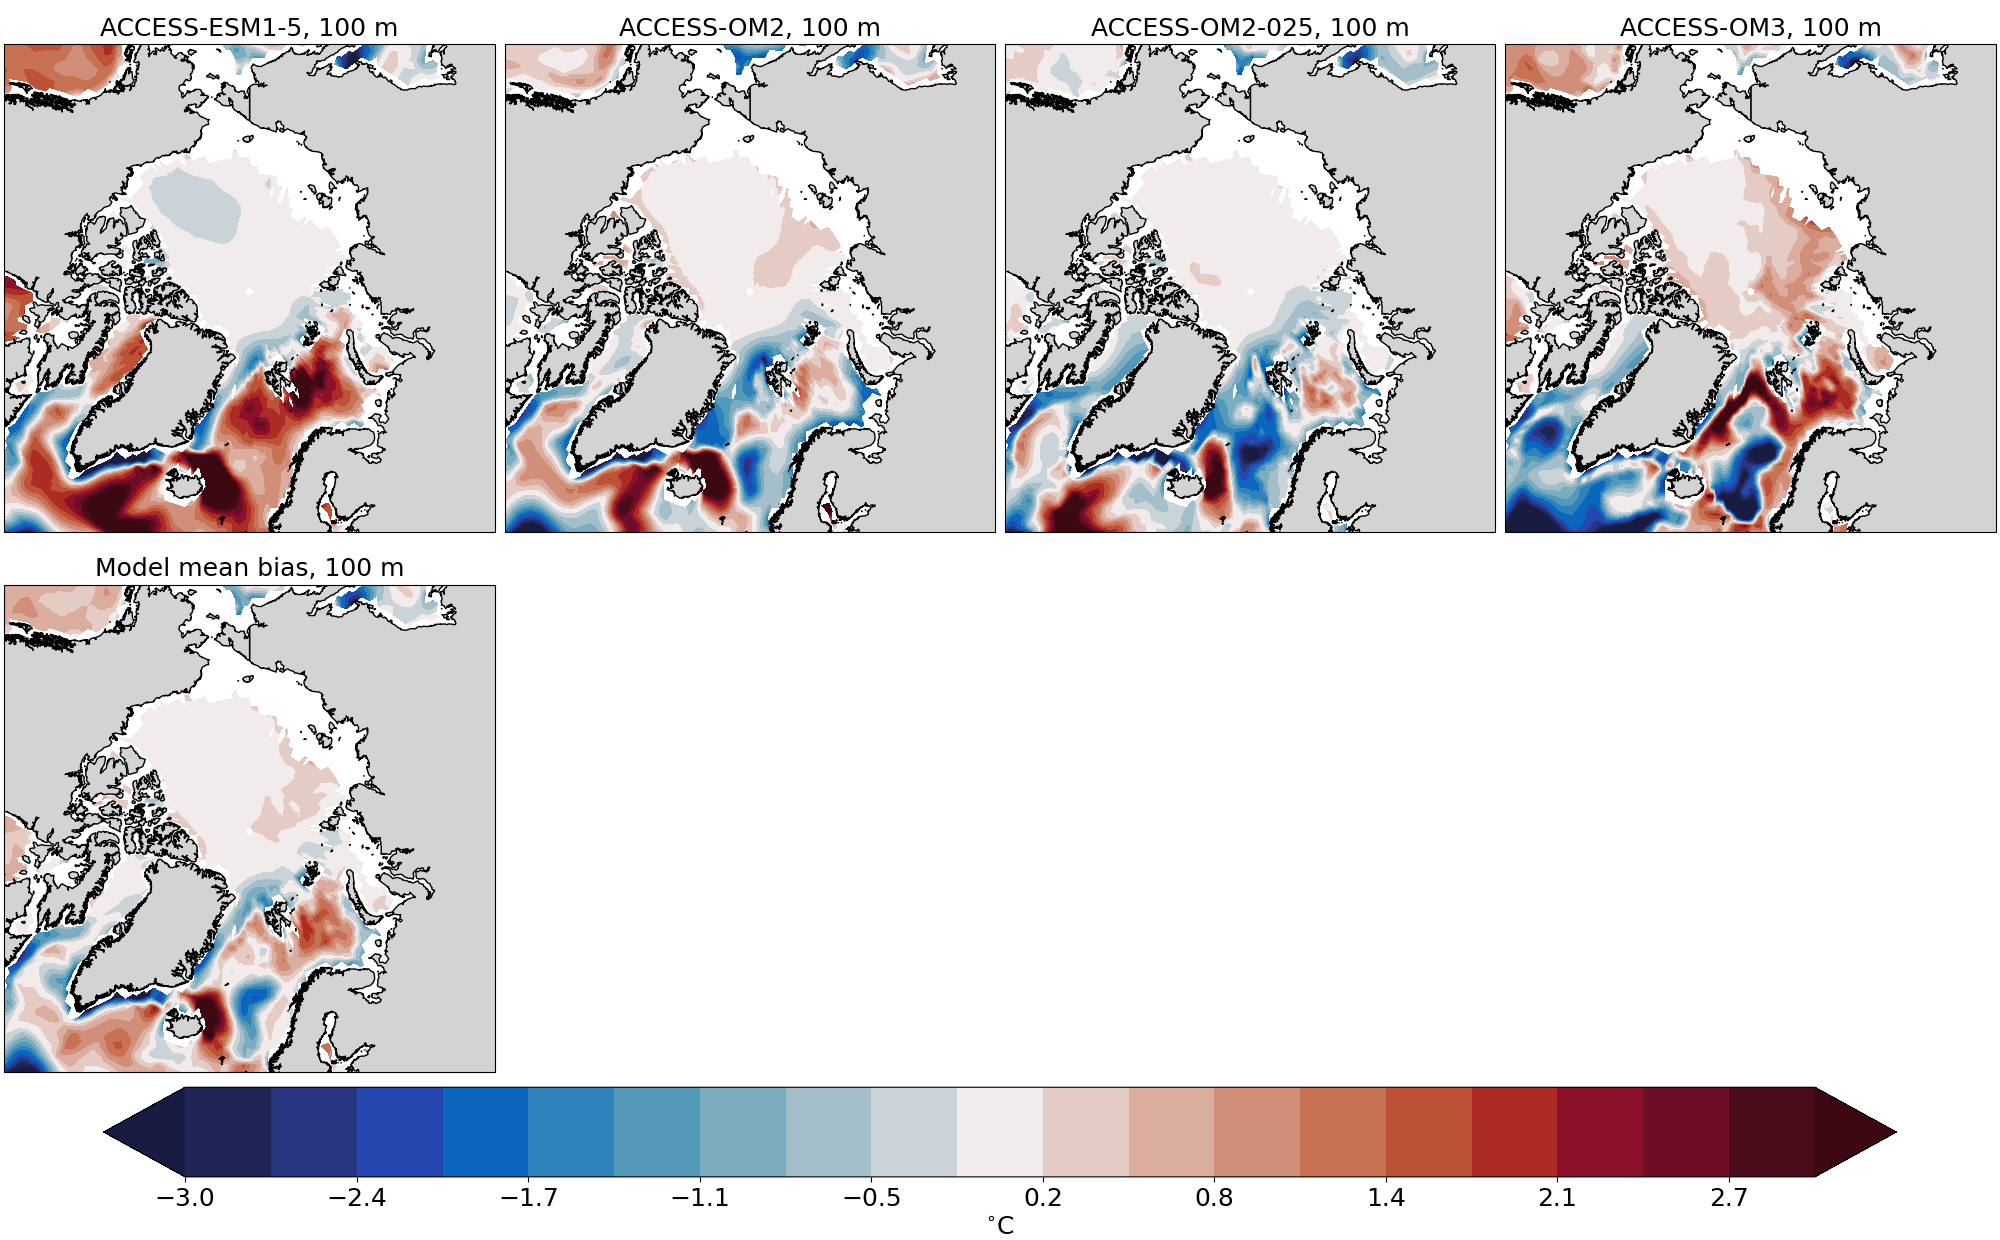 ACCESS-ESM1-5, 100 m
ACCESS-OM2, 100 m
ACCESS-OM2-025, 100 m
ACCESS-OM3, 100 m
Model mean bias, 100 m
−3.0 −2.4 −1.7 −1.1 −0.5 0.2 0.8 1.4 2.1 2.7
°C